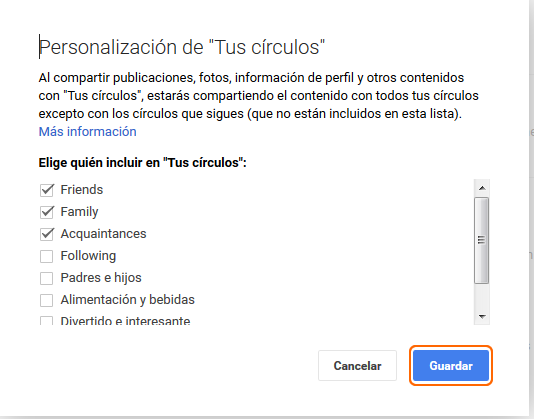 Personalización de "Tus círculos"
Al compartir publicaciones, fotos, información de perfil y otros contenidos
con "Tus círculos", estarás compartiendo el contenido con todos tus círculos
excepto con los círculos que sigues (que no están incluidos en esta lista).
Más información
Elige quién incluir en "Tus círculos":
Friends
Family
Acquaintances
Following
Padres e hijos
Alimentación y bebidas
Divertido e interesante
Cancelar
Guardar